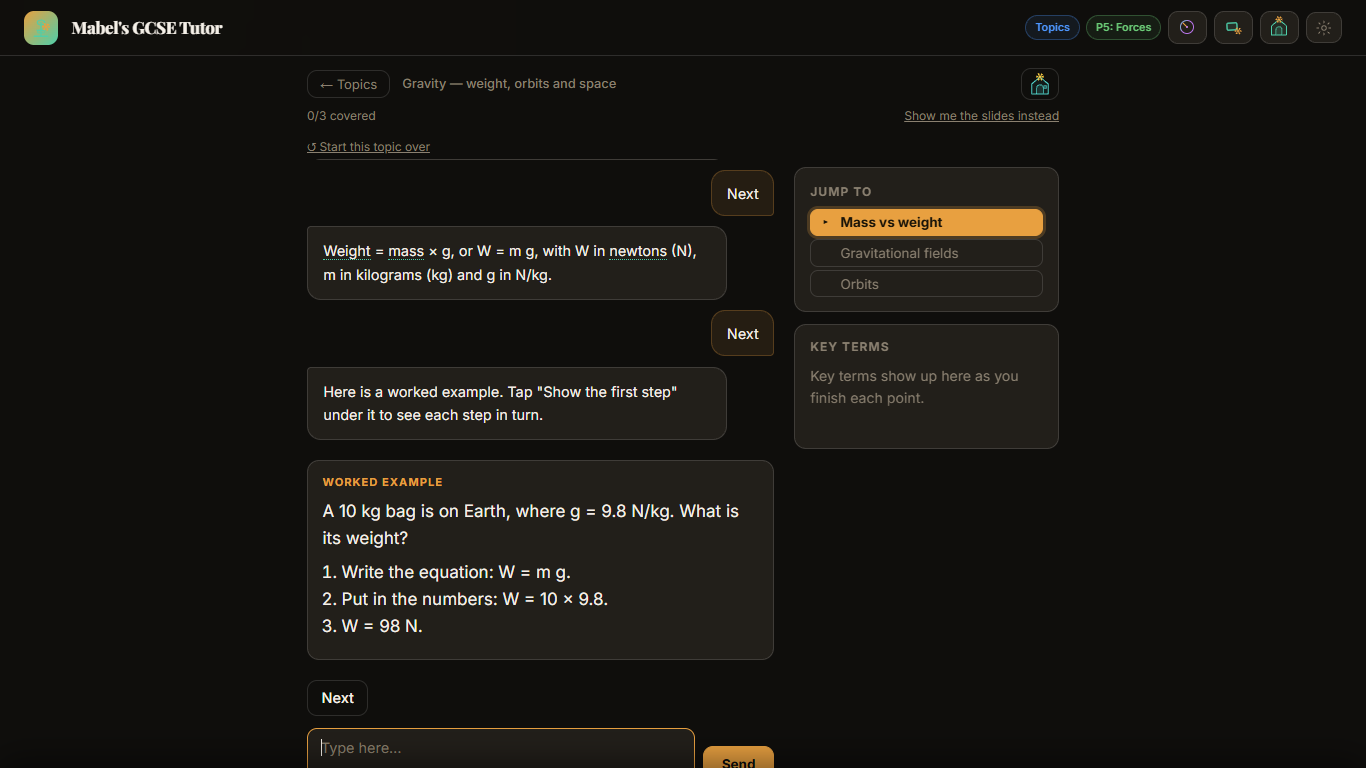 Mabel's GCSE Tutor
Topics
P5: Forces
← Topics
Gravity — weight, orbits and space
0/3 covered
Show me the slides instead
↺ Start this topic over
Next
Weight = mass × g, or W = m g, with W in newtons (N),
m in kilograms (kg) and g in N/kg.
Next
Here is a worked example. Tap "Show the first step"
under it to see each step in turn.
WORKED EXAMPLE
A 10 kg bag is on Earth, where g = 9.8 N/kg. What is
its weight?
1. Write the equation: W = m g.
2. Put in the numbers: W = 10 × 9.8.
3. W = 98 N.
Next
Type here...
Send
JUMP TO
▸ Mass vs weight
Gravitational fields
Orbits
KEY TERMS
Key terms show up here as you
finish each point.